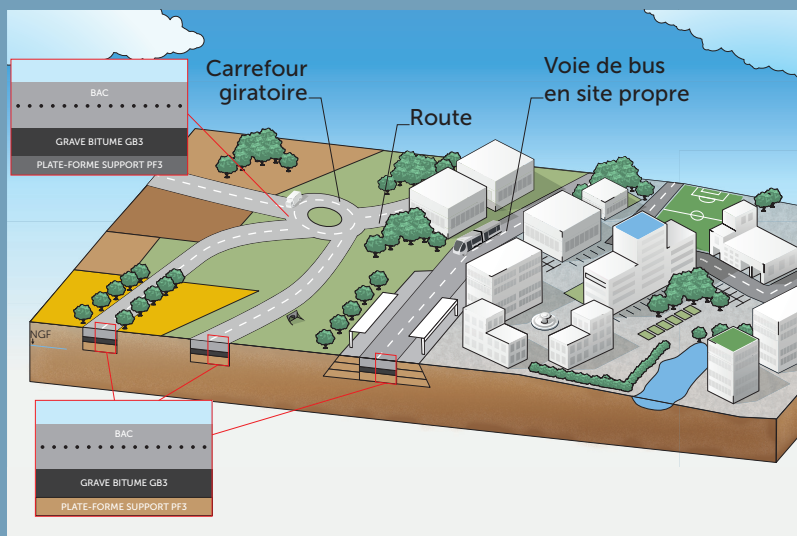 BAC
GRAVE BITUME GB3
PLATE-FORME SUPPORT PF3
Carrefour
giratoire
Route
Voie de bus
en site propre
NGF
BAC
GRAVE BITUME GB3
PLATE-FORME SUPPORT PF3